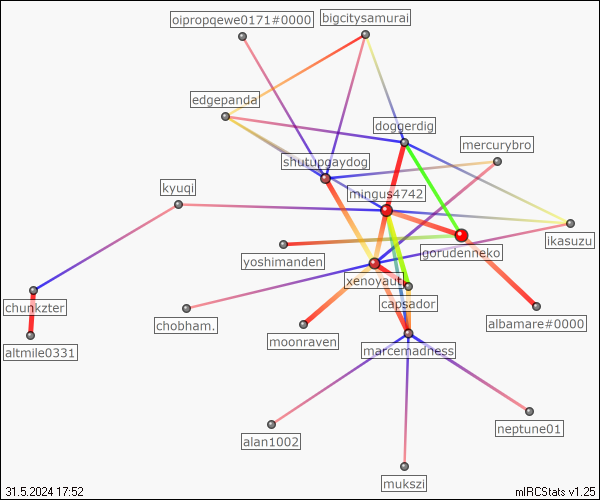 oipropqewe0171#0000
bigcitysamurai
edgepanda
doggerdig
mercurybro
shutupgaydog
kyuqi
mingus4742
ikasuzu
gorudenneko
yoshimanden
xenoyaut
capsador
chunkzter
chobham.
albamare#0000
moonraven
altmile0331
marcemadness
neptune01
alan1002
mukszi
31.5.2024 17:52
mIRCStats v1.25